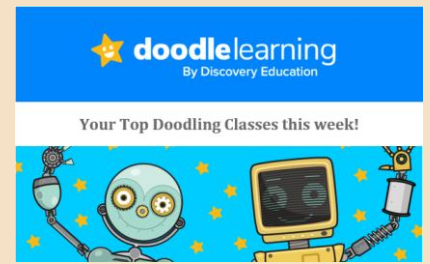 doodlelearning
By Discovery Education
Your Top Doodling Classes this week!